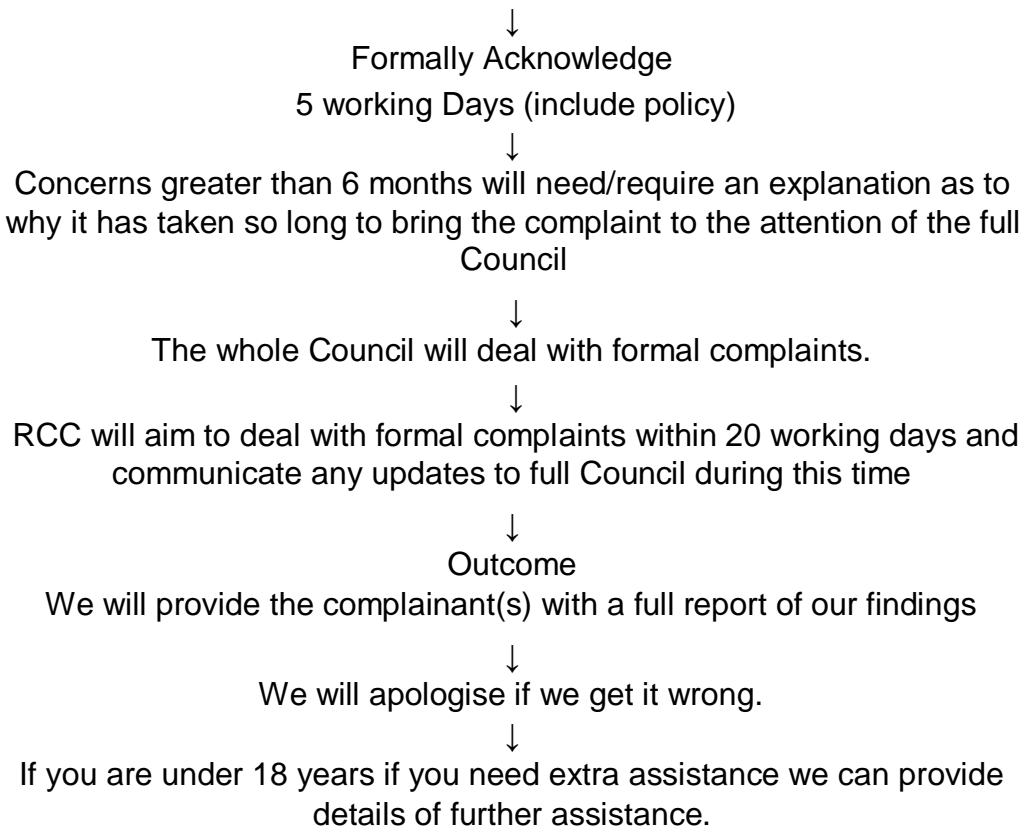 ↓
Formally Acknowledge
5 working Days (include policy)
↓
Concerns greater than 6 months will need/require an explanation as to
why it has taken so long to bring the complaint to the attention of the full
Council
↓
The whole Council will deal with formal complaints.
↓
RCC will aim to deal with formal complaints within 20 working days and
communicate any updates to full Council during this time
↓
Outcome
We will provide the complainant(s) with a full report of our findings
↓
We will apologise if we get it wrong.
↓
If you are under 18 years if you need extra assistance we can provide
details of further assistance.